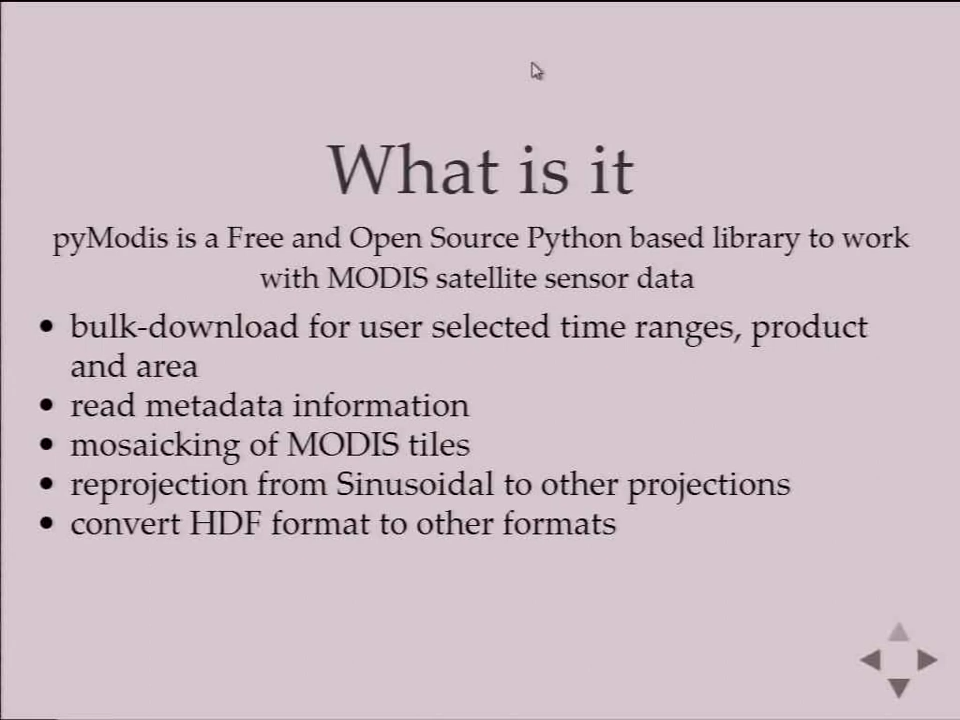 What is it
pyModis is a Free and Open Source Python based library to work
with MODIS satellite sensor data
• bulk-download for user selected time ranges, product
and area
• read metadata information
• mosaicking of MODIS tiles
• reprojection from Sinusoidal to other projections
• convert HDF format to other formats